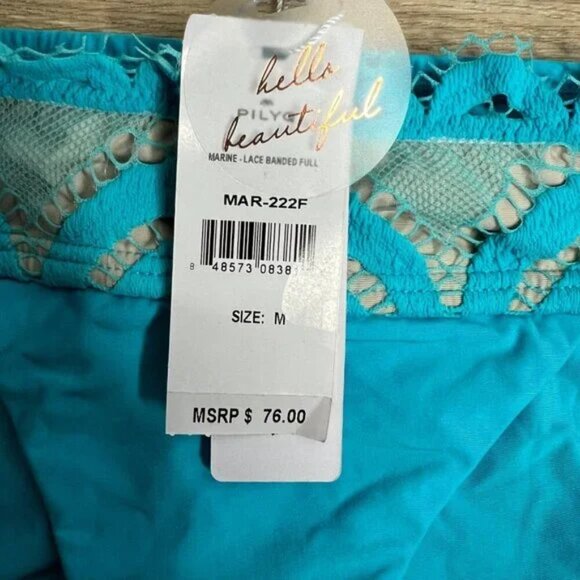 hello
beautiful
PILYQ
MARINE - LACE BANDED FULL
MAR-222F
8 48573 0838
SIZE: M
MSRP $ 76.00